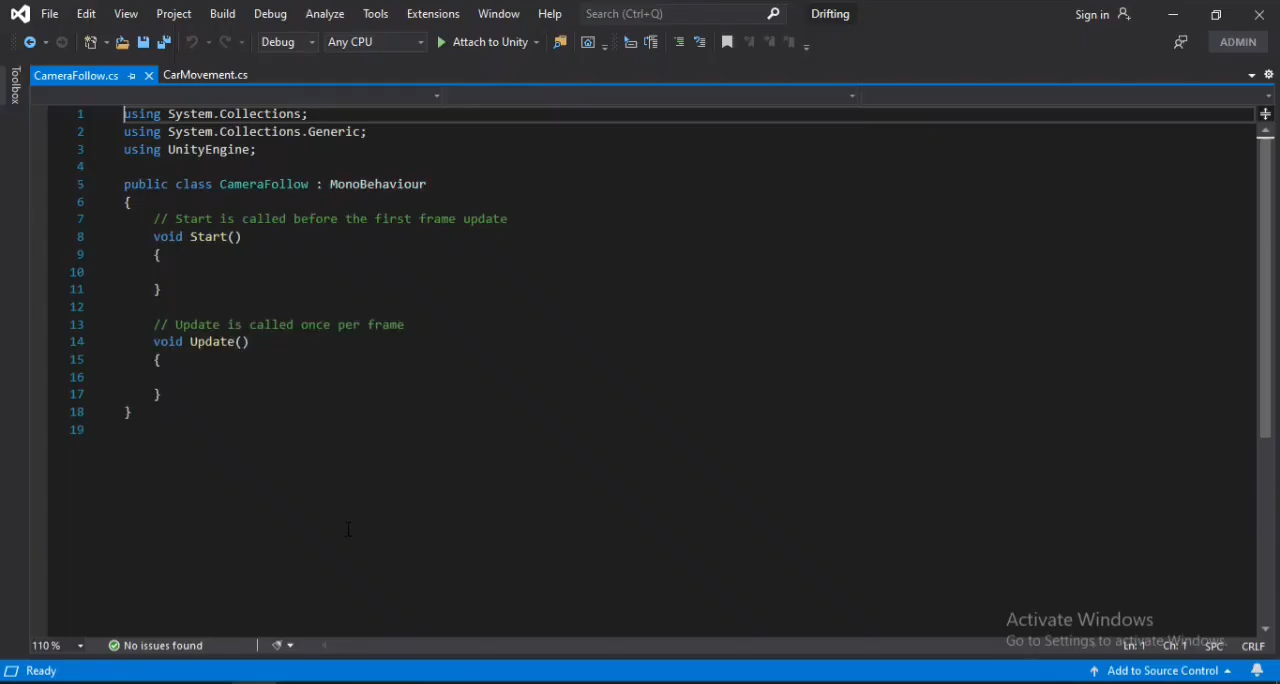 File Edit View Project Build Debug Analyze Tools Extensions Window Help Search (Ctrl+Q) Drifting Sign in
Debug Any CPU Attach to Unity ADMIN
Toolbox
CameraFollow.cs CarMovement.cs
1 using System.Collections;
2 using System.Collections.Generic;
3 using UnityEngine;
4
5 public class CameraFollow : MonoBehaviour
6 {
7 // Start is called before the first frame update
8 void Start()
9 {
10
11 }
12
13 // Update is called once per frame
14 void Update()
15 {
16
17 }
18 }
19
Activate Windows
Go to Settings to activate Windows.
110 % No issues found Ln: 1 Ch: 1 SPC CRLF
Ready Add to Source Control